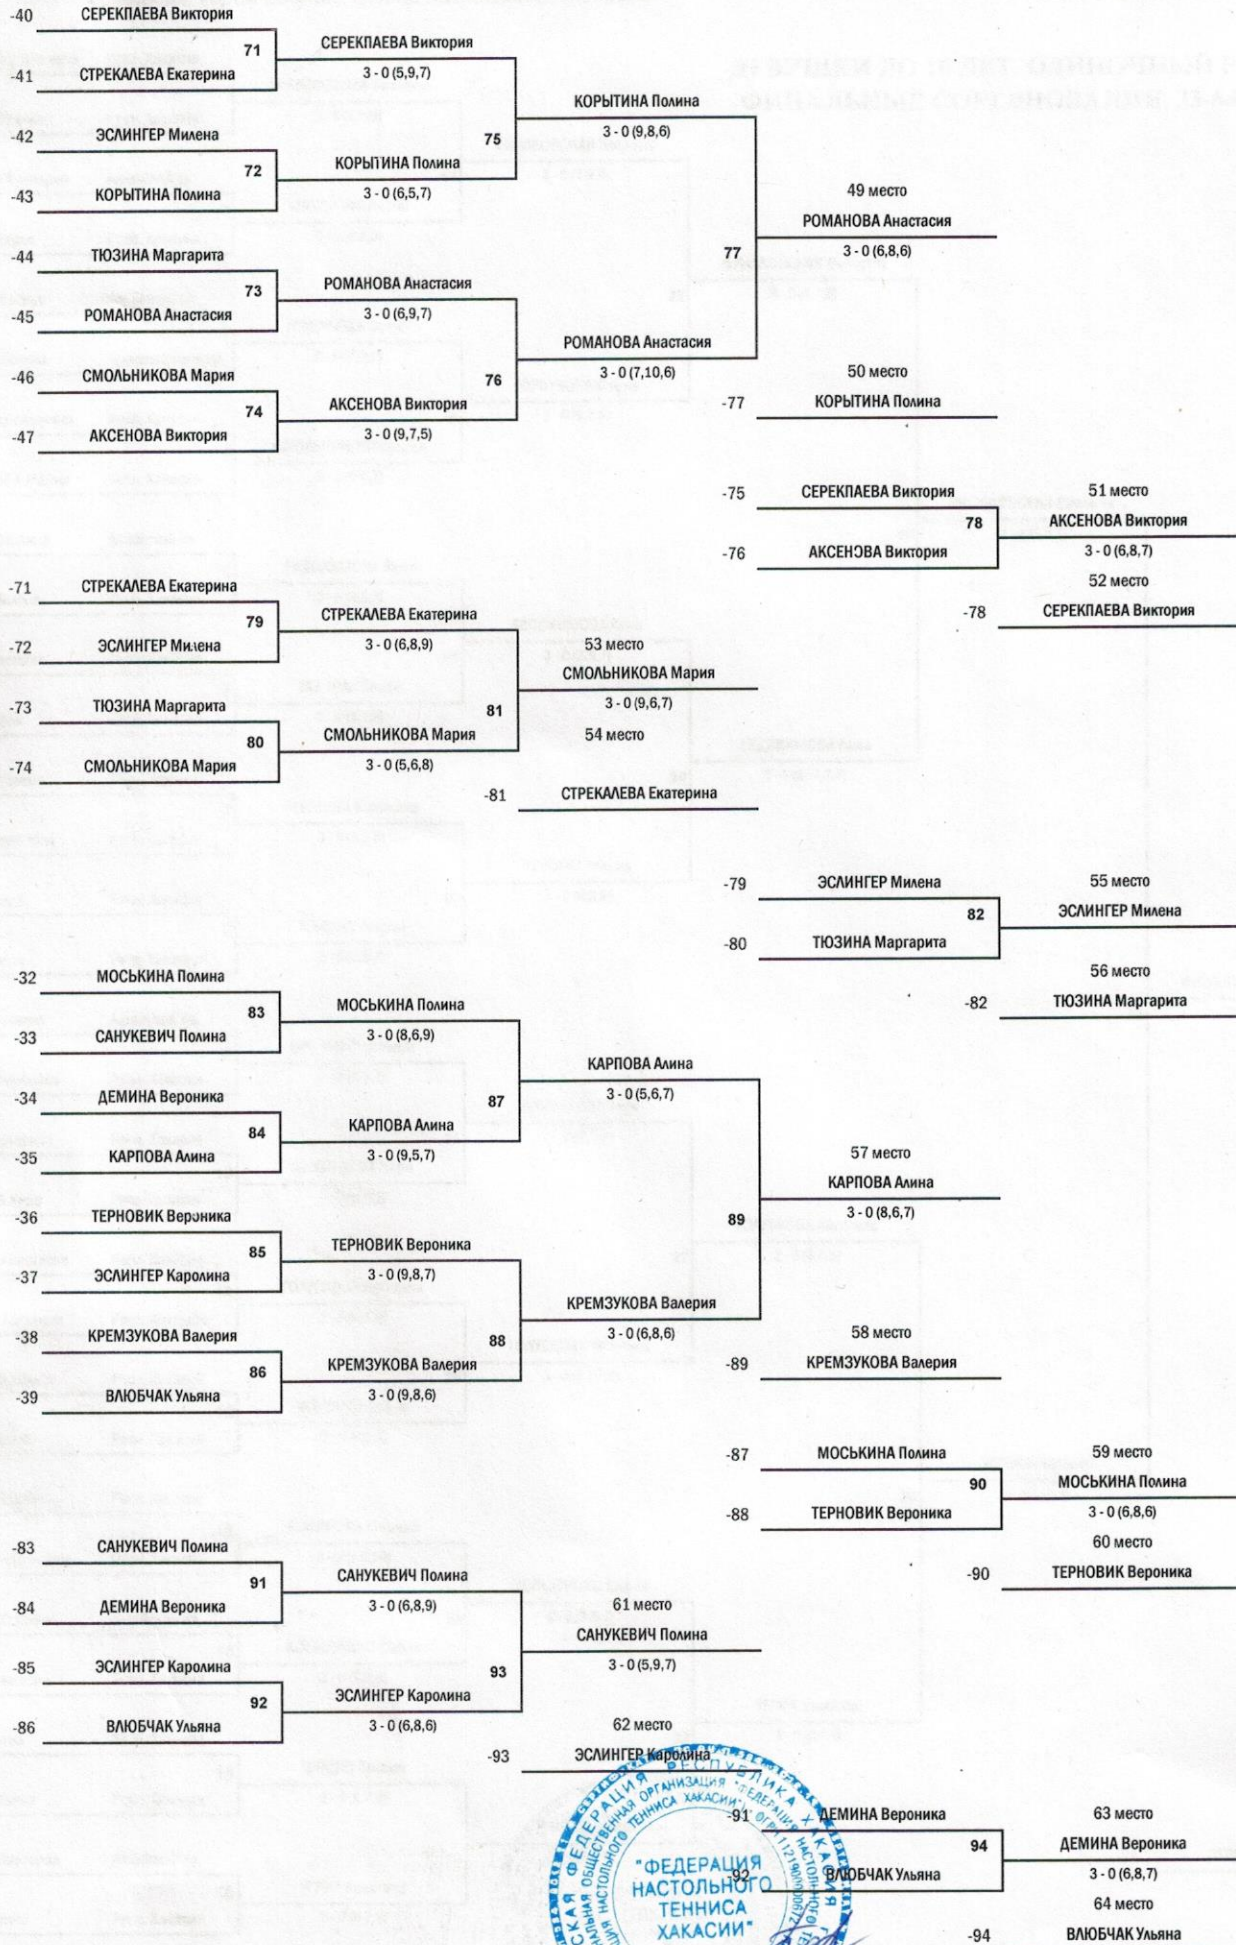 -40 СЕРЕКПАЕВА Виктория
71 СЕРЕКПАЕВА Виктория
-41 СТРЕКАЛЕВА Екатерина
3 - 0 (5,9,7)
КОРЫТИНА Полина
-42 ЭСЛИНГЕР Милена
75 3 - 0 (9,8,6)
72 КОРЫТИНА Полина
-43 КОРЫТИНА Полина
3 - 0 (6,5,7)
49 место
РОМАНОВА Анастасия
-44 ТЮЗИНА Маргарита
77 3 - 0 (6,8,6)
73 РОМАНОВА Анастасия
-45 РОМАНОВА Анастасия
3 - 0 (6,9,7)
РОМАНОВА Анастасия
-46 СМОЛЬНИКОВА Мария
76 3 - 0 (7,10,6)
50 место
74 АКСЕНОВА Виктория
-77 КОРЫТИНА Полина
-47 АКСЕНОВА Виктория
3 - 0 (9,7,5)
-75 СЕРЕКПАЕВА Виктория
51 место
78 АКСЕНОВА Виктория
-76 АКСЕНОВА Виктория
3 - 0 (6,8,7)
52 место
-78 СЕРЕКПАЕВА Виктория
-71 СТРЕКАЛЕВА Екатерина
79 СТРЕКАЛЕВА Екатерина
-72 ЭСЛИНГЕР Милена
3 - 0 (6,8,9)
53 место
СМОЛЬНИКОВА Мария
-73 ТЮЗИНА Маргарита
81 3 - 0 (9,6,7)
80 СМОЛЬНИКОВА Мария
54 место
-74 СМОЛЬНИКОВА Мария
3 - 0 (5,6,8)
-81 СТРЕКАЛЕВА Екатерина
-79 ЭСЛИНГЕР Милена
55 место
82 ЭСЛИНГЕР Милена
-80 ТЮЗИНА Маргарита
56 место
-82 ТЮЗИНА Маргарита
-32 МОСЬКИНА Полина
83 МОСЬКИНА Полина
-33 САНУКЕВИЧ Полина
3 - 0 (8,6,9)
КАРПОВА Алина
-34 ДЕМИНА Вероника
87 3 - 0 (5,6,7)
84 КАРПОВА Алина
-35 КАРПОВА Алина
3 - 0 (9,5,7)
57 место
КАРПОВА Алина
-36 ТЕРНОВИК Вероника
89 3 - 0 (8,6,7)
85 ТЕРНОВИК Вероника
-37 ЭСЛИНГЕР Каролина
3 - 0 (9,8,7)
КРЕМЗУКОВА Валерия
-38 КРЕМЗУКОВА Валерия
88 3 - 0 (6,8,6)
58 место
86 КРЕМЗУКОВА Валерия
-89 КРЕМЗУКОВА Валерия
-39 ВЛЮБЧАК Ульяна
3 - 0 (9,8,6)
-87 МОСЬКИНА Полина
59 место
90 МОСЬКИНА Полина
-88 ТЕРНОВИК Вероника
3 - 0 (6,8,6)
60 место
-90 ТЕРНОВИК Вероника
-83 САНУКЕВИЧ Полина
91 САНУКЕВИЧ Полина
-84 ДЕМИНА Вероника
3 - 0 (6,8,9)
61 место
САНУКЕВИЧ Полина
-85 ЭСЛИНГЕР Каролина
93 3 - 0 (5,9,7)
92 ЭСЛИНГЕР Каролина
-86 ВЛЮБЧАК Ульяна
3 - 0 (6,8,6)
62 место
-93 ЭСЛИНГЕР Каролина
-91 ДЕМИНА Вероника
63 место
94 ДЕМИНА Вероника
-92 ВЛЮБЧАК Ульяна
3 - 0 (6,8,7)
64 место
-94 ВЛЮБЧАК Ульяна
"ФЕДЕРАЦИЯ
НАСТОЛЬНОГО
ТЕННИСА
ХАКАСИИ"
РЕСПУБЛИКА ХАКАСИЯ